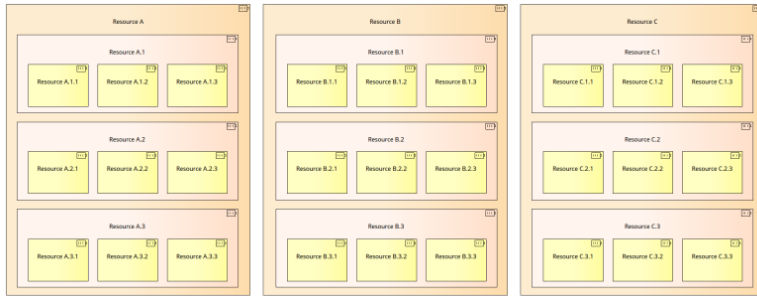 Resource A
Resource A.1
Resource A.1.1
Resource A.1.2
Resource A.1.3
Resource A.2
Resource A.2.1
Resource A.2.2
Resource A.2.3
Resource A.3
Resource A.3.1
Resource A.3.2
Resource A.3.3
Resource B
Resource B.1
Resource B.1.1
Resource B.1.2
Resource B.1.3
Resource B.2
Resource B.2.1
Resource B.2.2
Resource B.2.3
Resource B.3
Resource B.3.1
Resource B.3.2
Resource B.3.3
Resource C
Resource C.1
Resource C.1.1
Resource C.1.2
Resource C.1.3
Resource C.2
Resource C.2.1
Resource C.2.2
Resource C.2.3
Resource C.3
Resource C.3.1
Resource C.3.2
Resource C.3.3